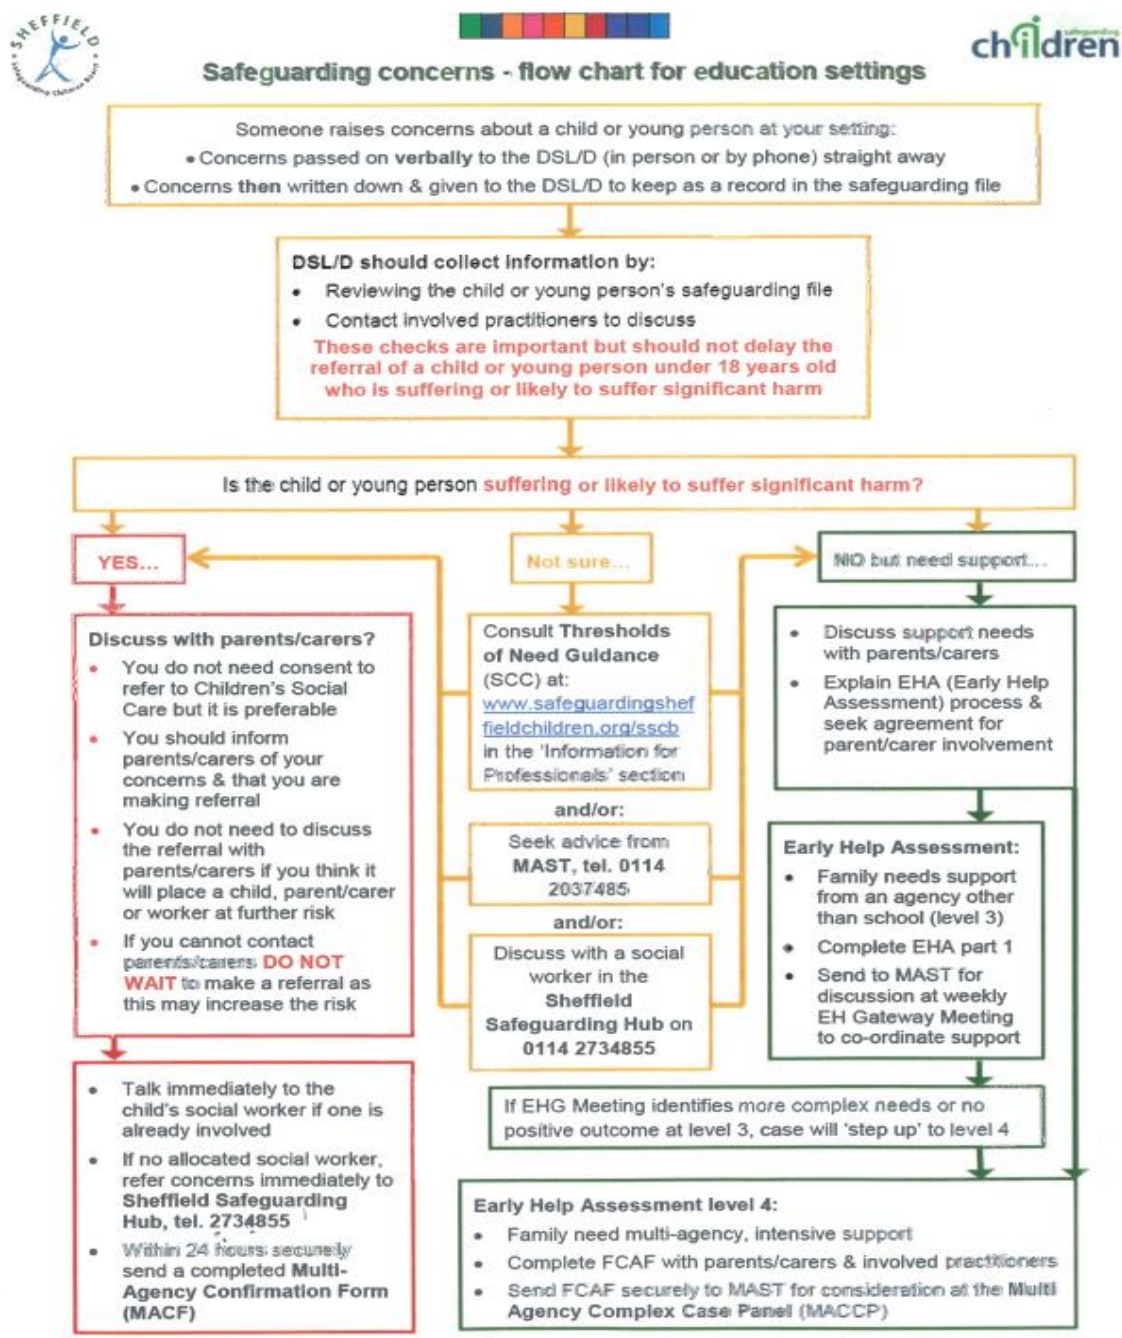 SHEFFIELD
Safeguarding Children Board
safeguarding
children
Safeguarding concerns - flow chart for education settings
Someone raises concerns about a child or young person at your setting:
• Concerns passed on verbally to the DSL/D (in person or by phone) straight away
• Concerns then written down & given to the DSL/D to keep as a record in the safeguarding file
DSL/D should collect information by:
• Reviewing the child or young person's safeguarding file
• Contact involved practitioners to discuss
These checks are important but should not delay the
referral of a child or young person under 18 years old
who is suffering or likely to suffer significant harm
Is the child or young person suffering or likely to suffer significant harm?
YES...
Not sure...
NO but need support...
Discuss with parents/carers?
• You do not need consent to
refer to Children's Social
Care but it is preferable
• You should inform
parents/carers of your
concerns & that you are
making referral
• You do not need to discuss
the referral with
parents/carers if you think it
will place a child, parent/carer
or worker at further risk
• If you cannot contact
parents/carers DO NOT
WAIT to make a referral as
this may increase the risk
• Talk immediately to the
child's social worker if one is
already involved
• If no allocated social worker,
refer concerns immediately to
Sheffield Safeguarding
Hub, tel. 2734855
• Within 24 hours securely
send a completed Multi-
Agency Confirmation Form
(MACF)
Consult Thresholds
of Need Guidance
(SCC) at:
www.safeguardingshef
fieldchildren.org/sscb
in the 'Information for
Professionals' section
and/or:
Seek advice from
MAST, tel. 0114
2037485
and/or:
Discuss with a social
worker in the
Sheffield
Safeguarding Hub on
0114 2734855
• Discuss support needs
with parents/carers
• Explain EHA (Early Help
Assessment) process &
seek agreement for
parent/carer involvement
Early Help Assessment:
• Family needs support
from an agency other
than school (level 3)
• Complete EHA part 1
• Send to MAST for
discussion at weekly
EH Gateway Meeting
to co-ordinate support
If EHG Meeting identifies more complex needs or no
positive outcome at level 3, case will 'step up' to level 4
Early Help Assessment level 4:
• Family need multi-agency, intensive support
• Complete FCAF with parents/carers & involved practitioners
• Send FCAF securely to MAST for consideration at the Multi
Agency Complex Case Panel (MACCP)